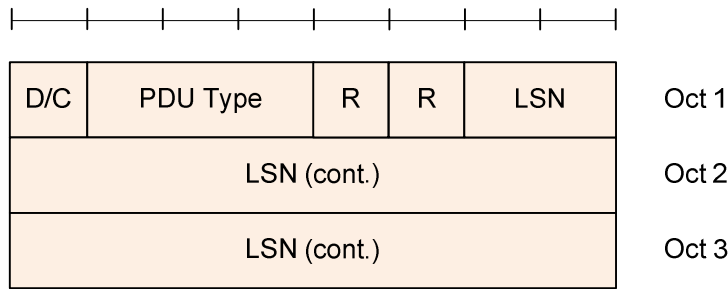 D/C PDU Type R R LSN Oct 1
LSN (cont.) Oct 2
LSN (cont.) Oct 3